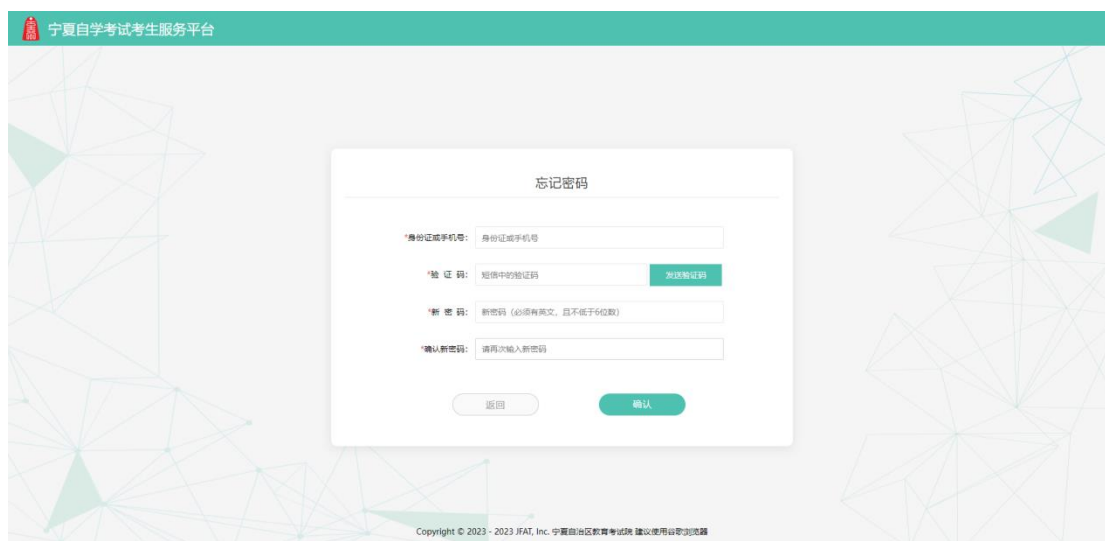 宁夏自学考试考生服务平台
忘记密码
*身份证或手机号: 身份证或手机号
*验 证 码: 短信中的验证码 发送验证码
*新 密 码: 新密码（必须有英文，且不低于6位数）
*确认新密码: 请再次输入新密码
返回 确认
Copyright © 2023 - 2023 JFAT, Inc. 宁夏自治区教育考试院 建议使用谷歌浏览器